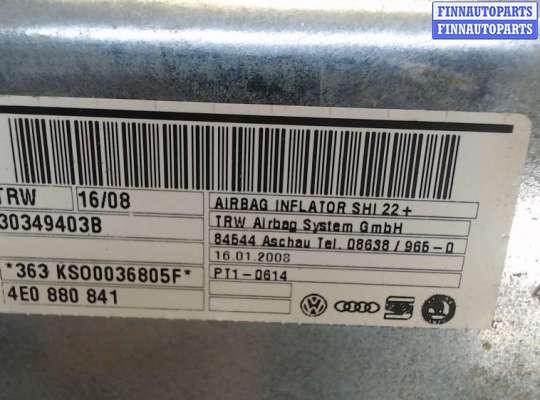 FINNAUTOPARTS
FINNAUTOPARTS
TRW 16/08
30349403B
*363 KS00036805F*
4E0 880 841
AIRBAG INFLATOR SHI 22+
TRW Airbag System GmbH
84544 Aschau Tel. 08638 / 965-0
16.01.2008
PT1-0614